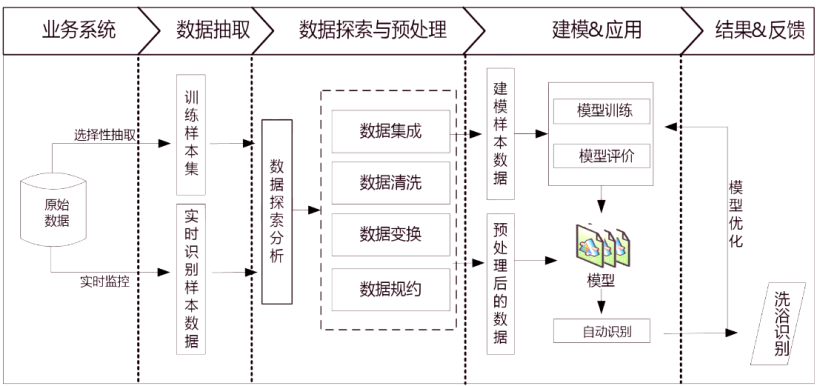 业务系统
数据抽取
数据探索与预处理
建模&应用
结果&反馈
选择性抽取
原始
数据
实时监控
训练样本集
实时识别样本数据
数据探索分析
数据集成
数据清洗
数据变换
数据规约
建模样本数据
预处理后的数据
模型训练
模型评价
模型
自动识别
模型优化
洗浴识别